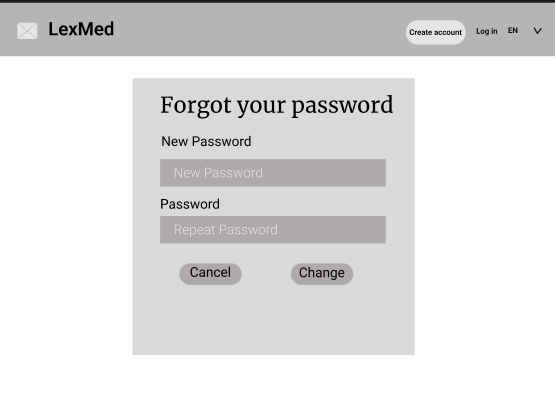 LexMed
Create account
Log in
EN
Forgot your password
New Password
New Password
Password
Repeat Password
Cancel
Change